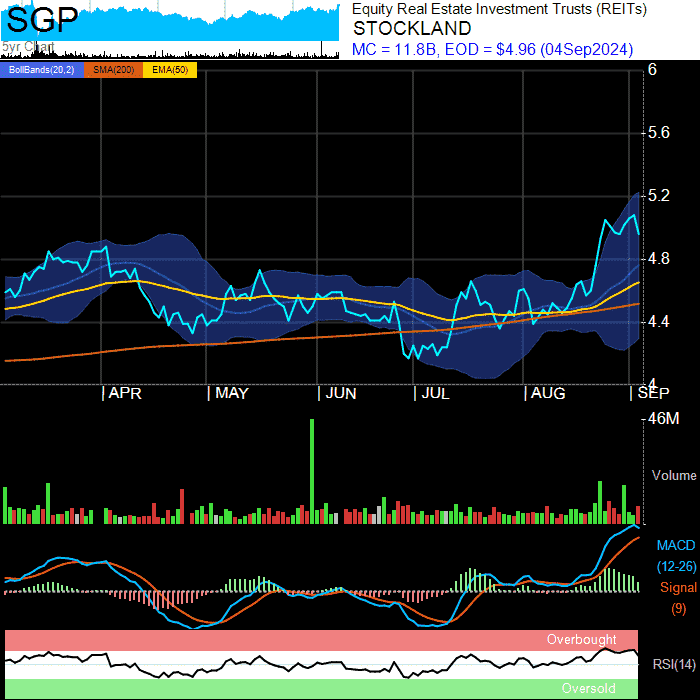 SGP
5yr Chart
Equity Real Estate Investment Trusts (REITs)
STOCKLAND
MC = 11.8B, EOD = $4.96 (04Sep2024)
BollBands(20,2) SMA(200) EMA(50)
6
5.6
5.2
4.8
4.4
4
APR MAY JUN JUL AUG SEP
46M
Volume
MACD
(12-26)
Signal
(9)
Overbought
RSI(14)
Oversold